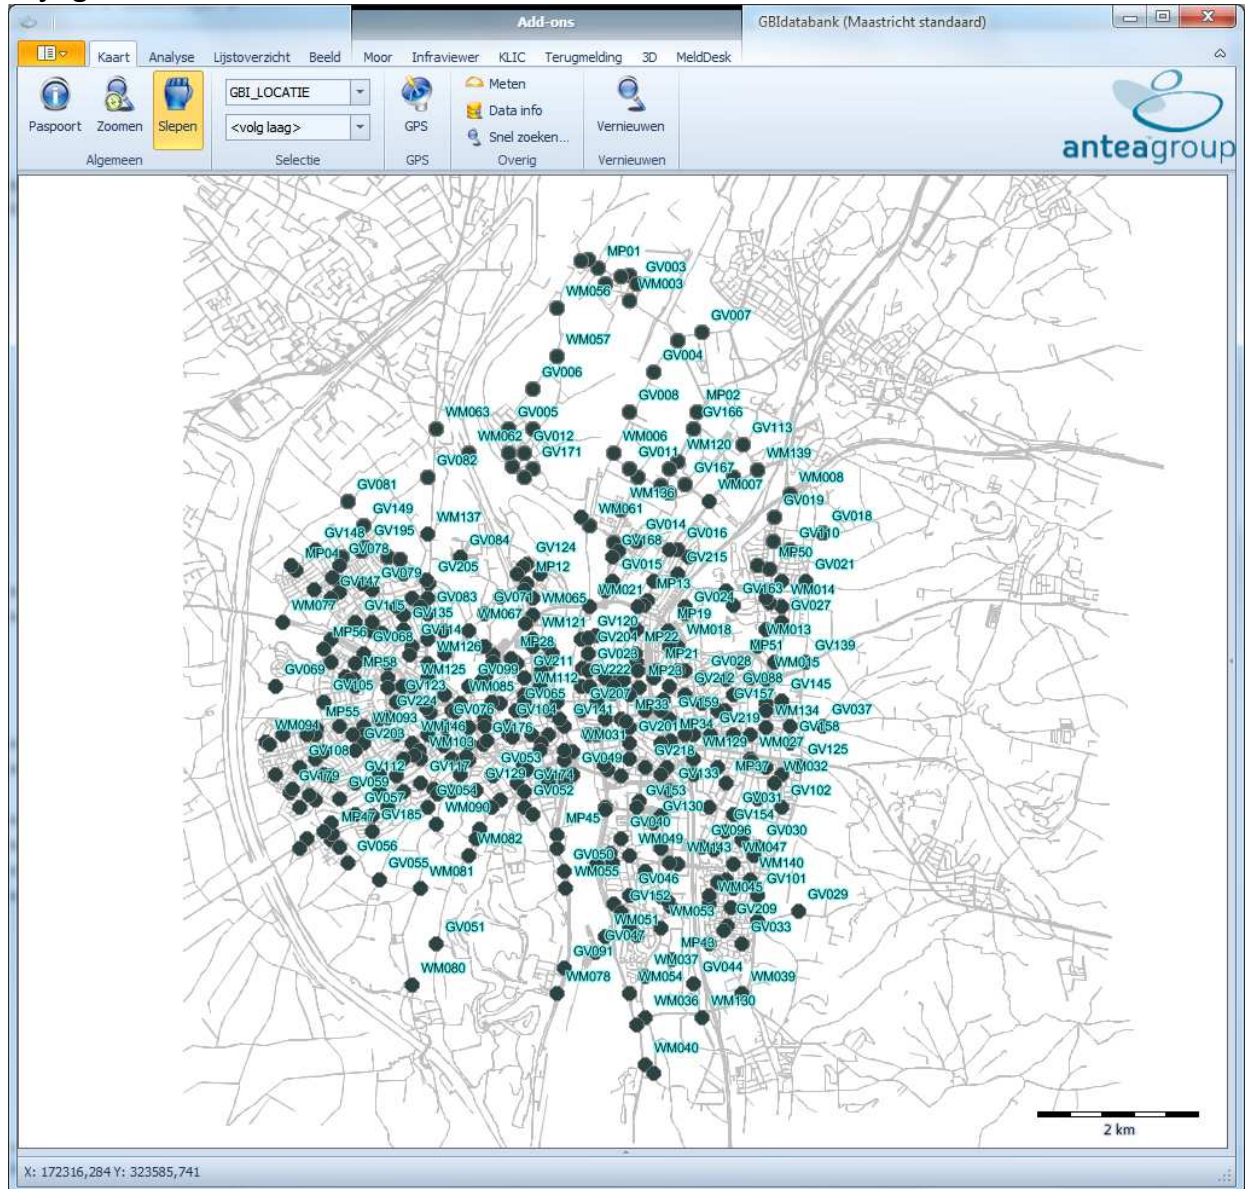 Add-ons
GBIdatabank (Maastricht standaard)
Kaart Analyse Lijstoverzicht Beeld Moor Infraviewer KLIC Terugmelding 3D MeldDesk
Paspoort Zoomen Slepen
GBI_LOCATIE
<volg laag>
GPS
Meten
Data info
Snel zoeken...
Vernieuwen
Algemeen Selectie GPS Overig Vernieuwen
anteagroup
MP01
GV003
WM056 WM003
GV007
WM057
GV004
GV006
GV008 MP02
WM063 GV005 GV166
WM062 GV012 WM006 GV113
WM120
GV082 GV171 GV011 WM139
GV167
GV081 WM136 WM007 WM008
GV149 WM061 GV019
WM137 GV014 GV018
GV148 GV195 GV084 GV168 GV016 GV110
MP04 GV078 GV124 MP50
GV205 MP12 GV015 GV215 GV021
GV147 GV079 WM021 MP13 GV163 WM014
WM077 GV115 GV083 GV071 WM065 GV024 GV027
GV135 WM067 MP19
MP56 GV068 GV114 WM121 GV120 WM018 WM013
WM126 MP28 GV204 MP22 MP51 GV139
GV069 MP58 WM125 GV099 GV211 GV023 MP21 GV028 WM015
GV105 GV123 WM085 WM112 GV222 MP23 GV212 GV088 GV145
GV224 GV065 GV207 GV157
MP55 WM093 GV076 GV104 GV141 MP33 GV159 WM134 GV037
WM094 GV203 WM146 GV176 WM031 GV201 MP34 GV219 GV158
GV108 WM103 GV218 WM129 WM027 GV125
GV179 GV112 GV117 GV053 GV049 MP37
GV059 GV129 GV174 GV133 WM032
GV057 GV054 GV052 GV153 GV031 GV102
MP47 GV185 WM090 MP45 GV040 GV130 GV154
GV056 WM082 WM049 GV096 GV030
GV050 WM143 WM047
GV055 WM081 WM055 GV046 WM140
WM045 GV101
GV152 GV029
WM051 WM053 GV209
GV051 GV047 MP43 GV033
GV091 WM037
WM080 WM078 WM054 GV044 WM039
WM036 WM130
WM040
2 km
X: 172316,284 Y: 323585,741